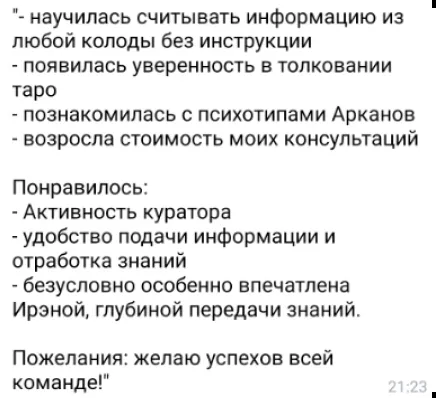 "- научилась считывать информацию из
любой колоды без инструкции
- появилась уверенность в толковании
таро
- познакомилась с психотипами Арканов
- возросла стоимость моих консультаций
Понравилось:
- Активность куратора
- удобство подачи информации и
отработка знаний
- безусловно особенно впечатлена
Ирэной, глубиной передачи знаний.
Пожелания: желаю успехов всей
команде!"
21:23